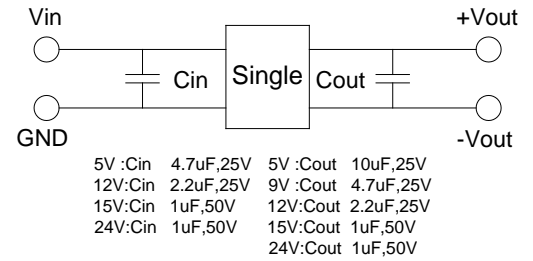 Vin +Vout
Cin Single Cout
GND -Vout
5V :Cin 4.7uF,25V 5V :Cout 10uF,25V
12V:Cin 2.2uF,25V 9V :Cout 4.7uF,25V
15V:Cin 1uF,50V 12V:Cout 2.2uF,25V
24V:Cin 1uF,50V 15V:Cout 1uF,50V
24V:Cout 1uF,50V